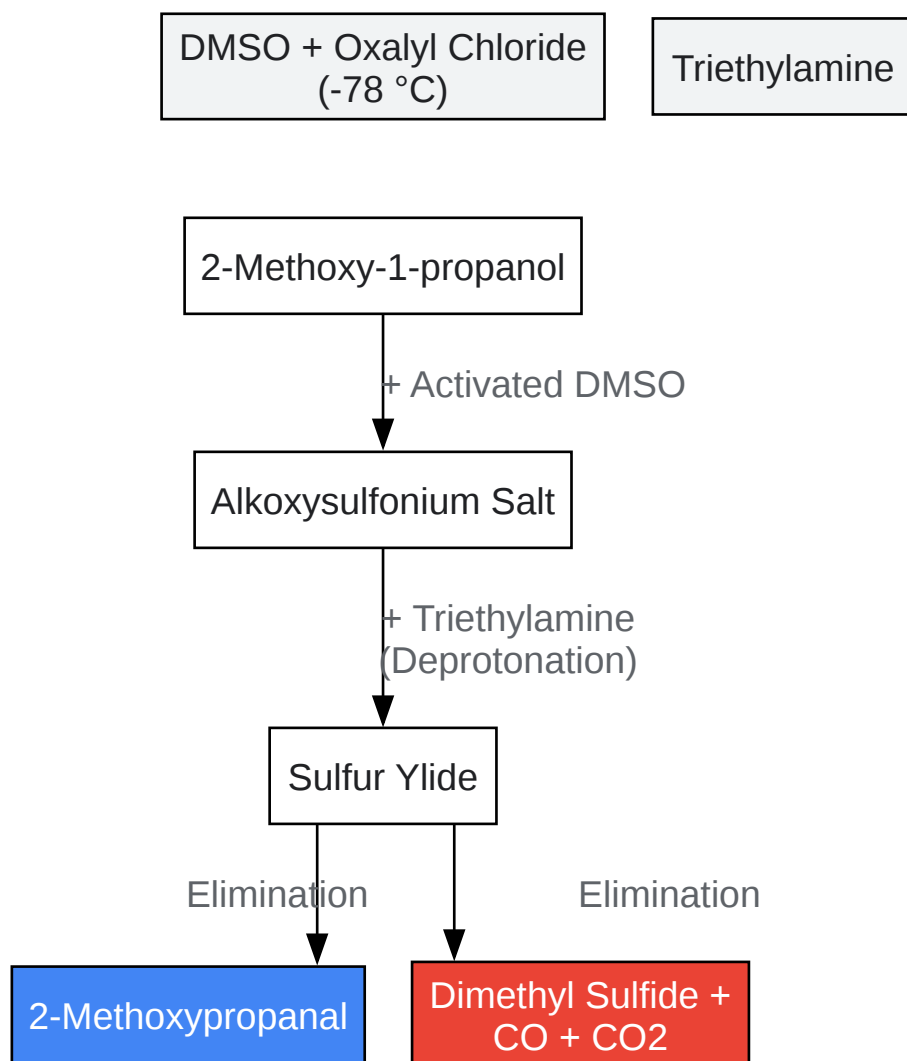 DMSO + Oxalyl Chloride
(-78 °C)
Triethylamine
2-Methoxy-1-propanol
+ Activated DMSO
Alkoxysulfonium Salt
+ Triethylamine
(Deprotonation)
Sulfur Ylide
Elimination
Elimination
2-Methoxypropanal
Dimethyl Sulfide +
CO + CO2